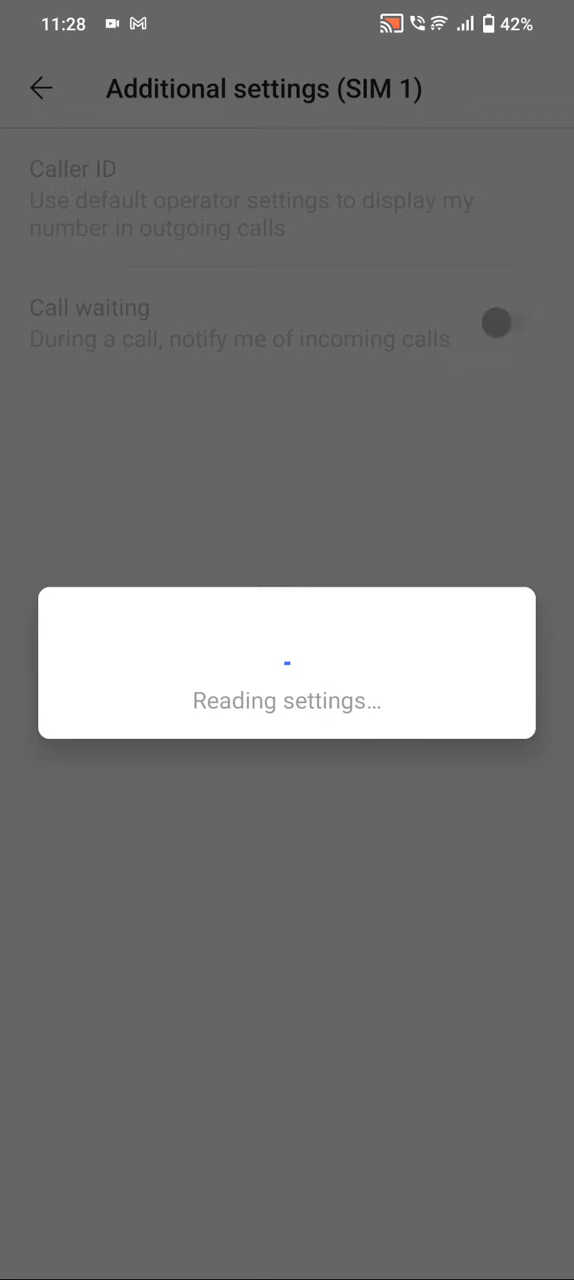 11:28
42%
Additional settings (SIM 1)
Caller ID
Use default operator settings to display my
number in outgoing calls
Call waiting
During a call, notify me of incoming calls
Reading settings...